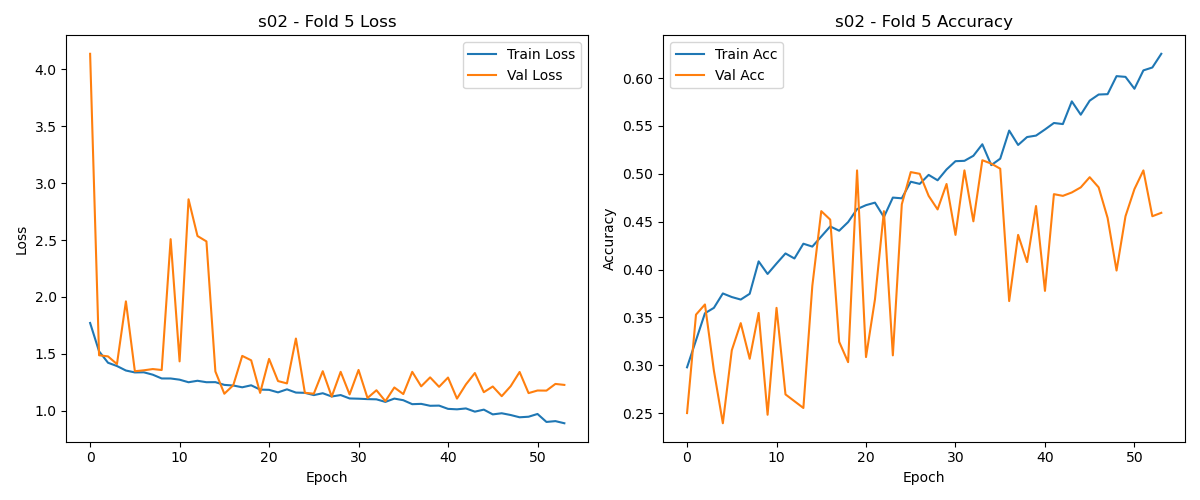 s02 - Fold 5 Loss
Train Loss
Val Loss
Loss
4.0
3.5
3.0
2.5
2.0
1.5
1.0
0 10 20 30 40 50
Epoch
s02 - Fold 5 Accuracy
Train Acc
Val Acc
Accuracy
0.60
0.55
0.50
0.45
0.40
0.35
0.30
0.25
0 10 20 30 40 50
Epoch